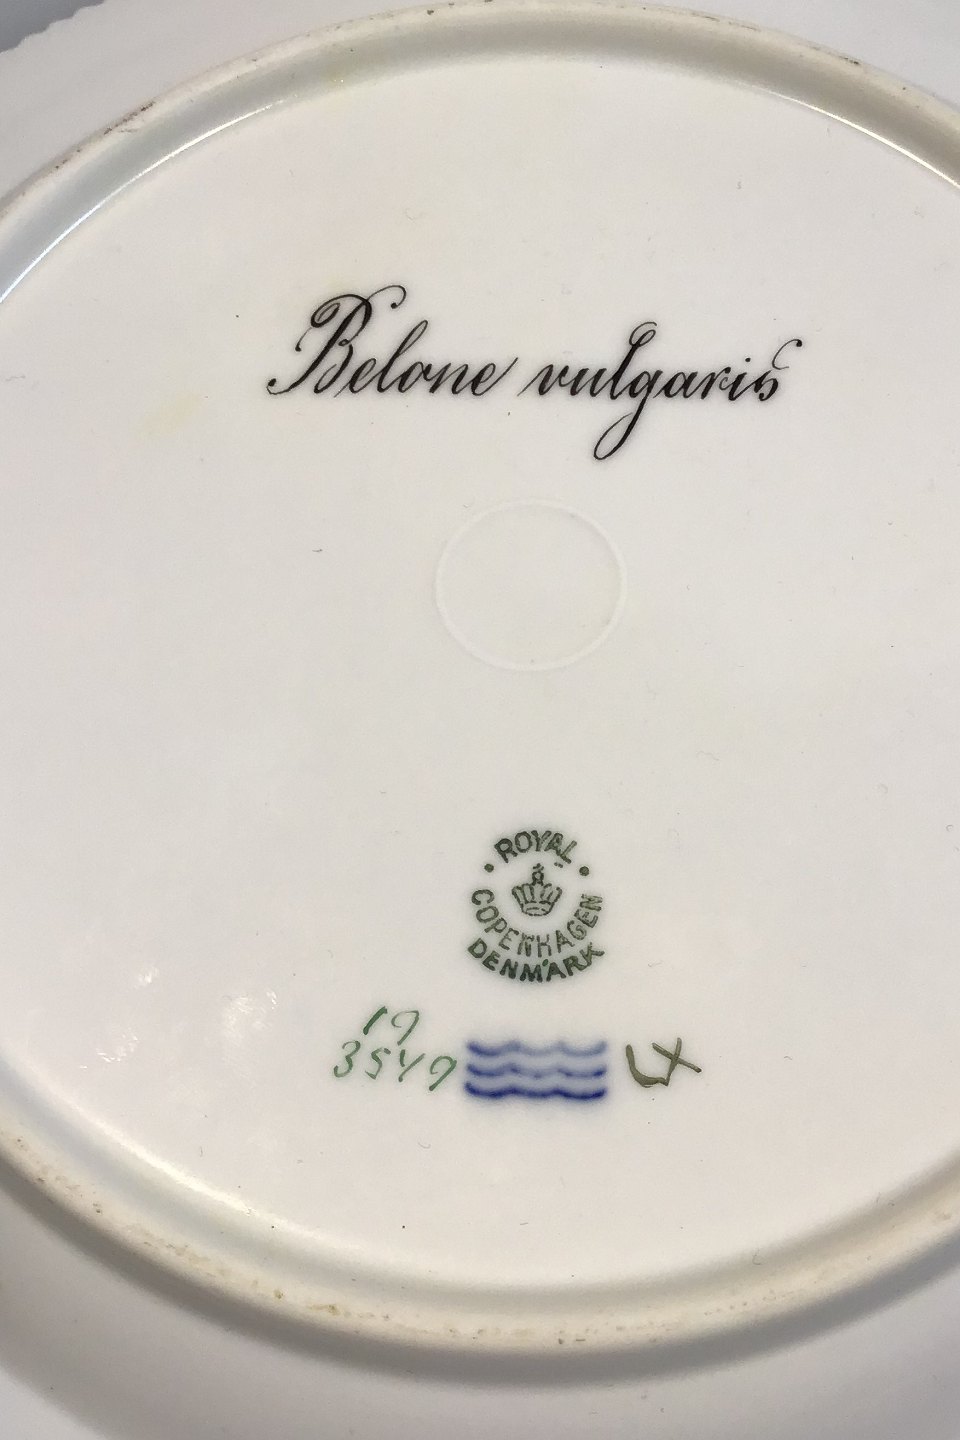 Belone vulgaris
ROYAL
COPENHAGEN
DENMARK
19
3549